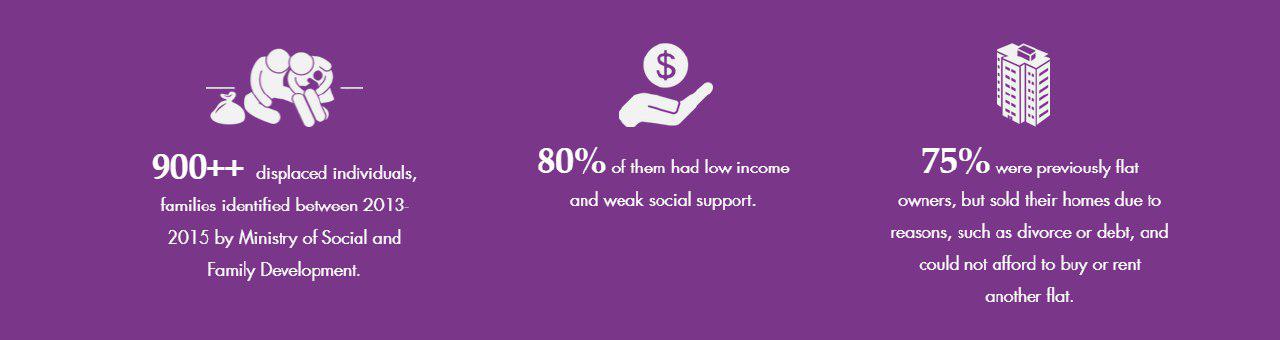 900++ displaced individuals,
families identified between 2013-
2015 by Ministry of Social and
Family Development.
$
80% of them had low income
and weak social support.
75% were previously flat
owners, but sold their homes due to
reasons, such as divorce or debt, and
could not afford to buy or rent
another flat.